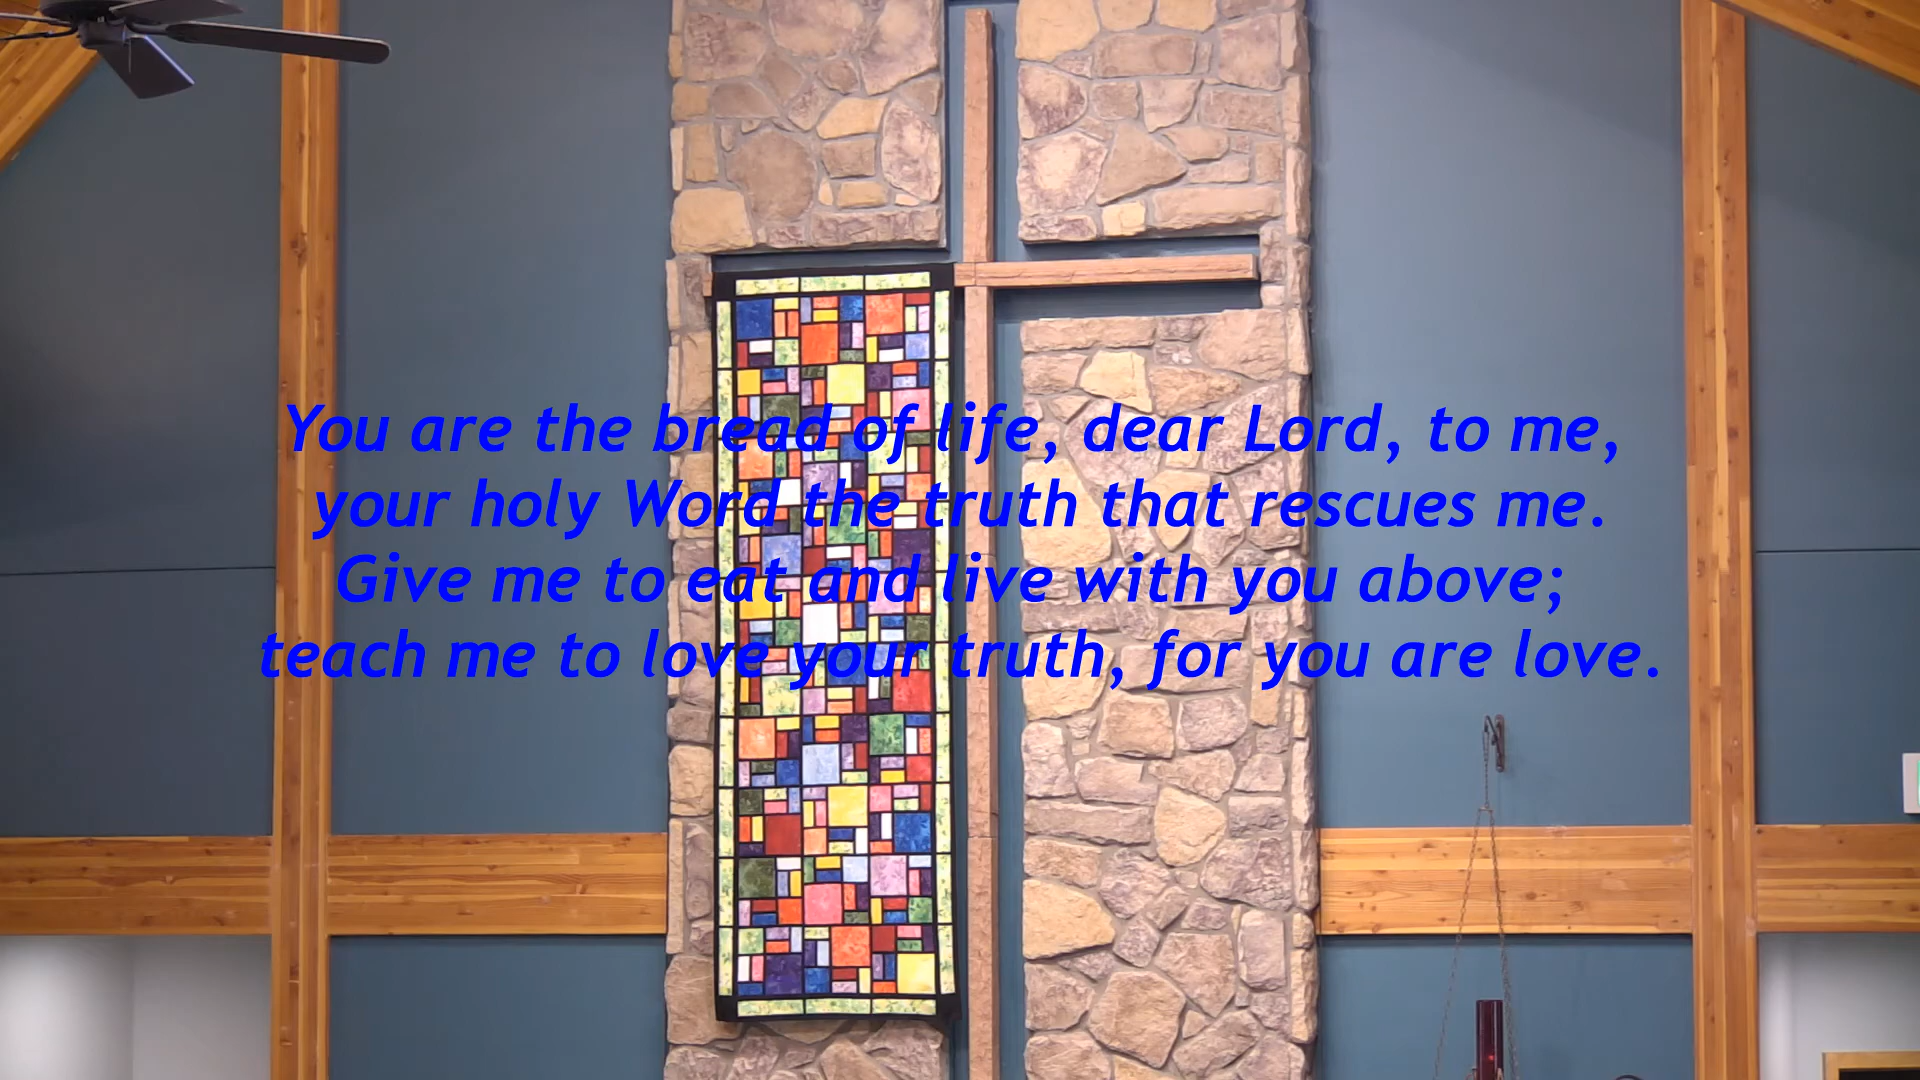 You are the bread of life, dear Lord, to me,
your holy Word the truth that rescues me.
Give me to eat and live with you above;
teach me to love your truth, for you are love.